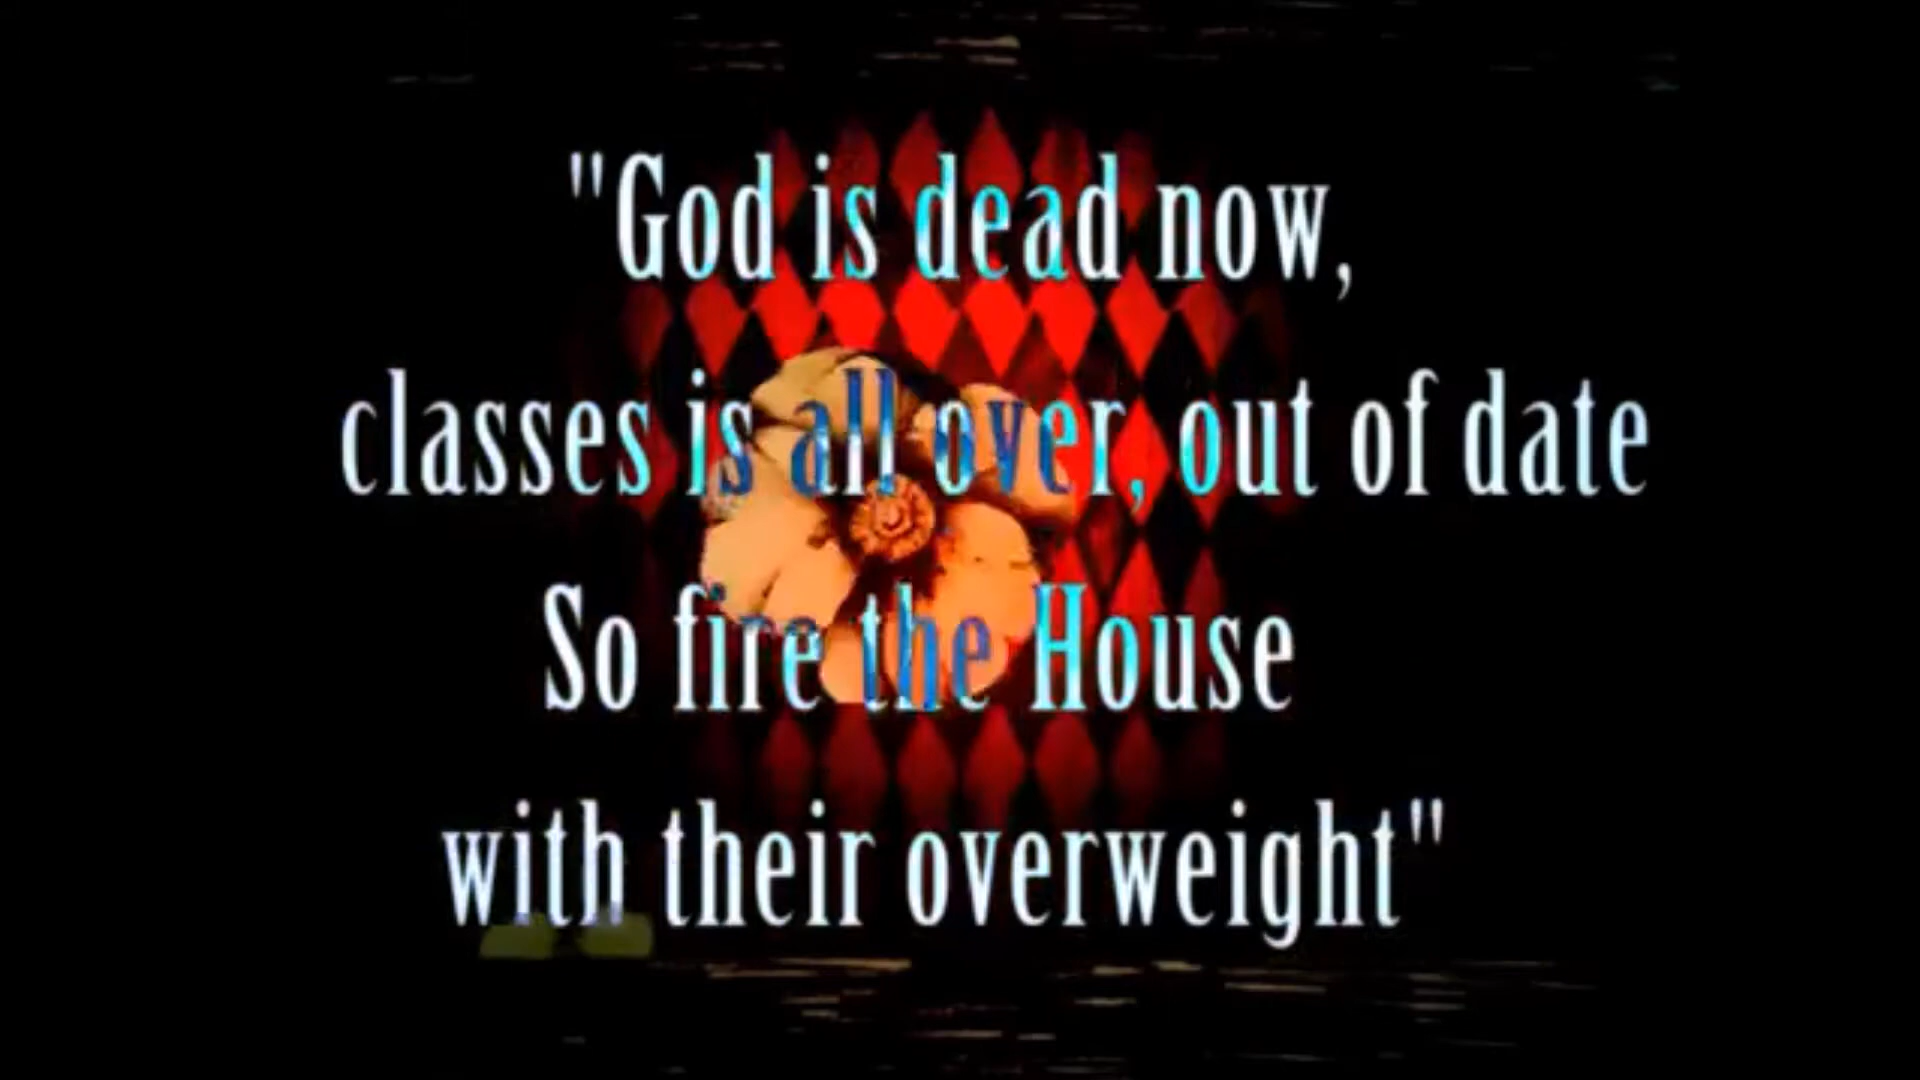 "God is dead now,
classes is all over, out of date
So fire the House
with their overweight"